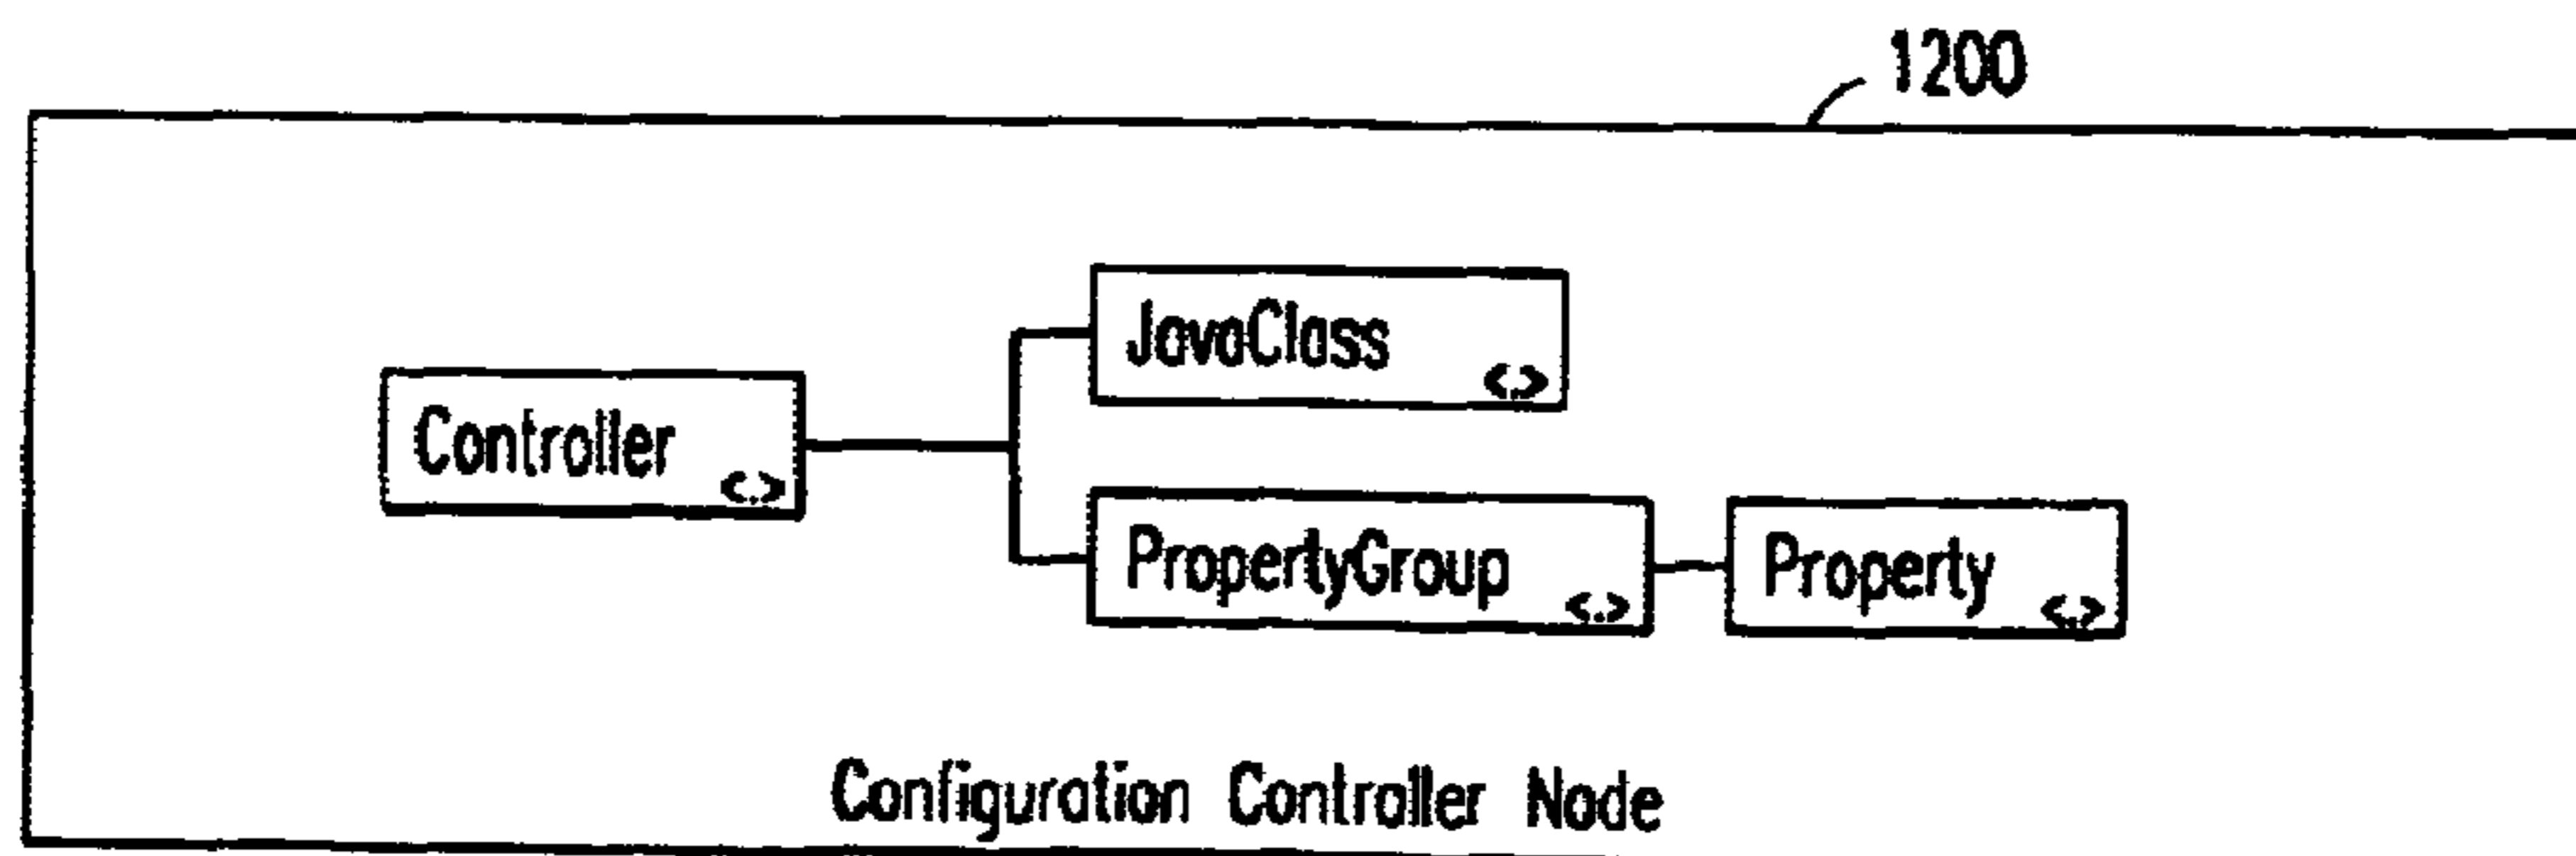 1200
JavaClass
<.>
Controller
<.>
PropertyGroup
<.>
Property
<.>
Configuration Controller Node